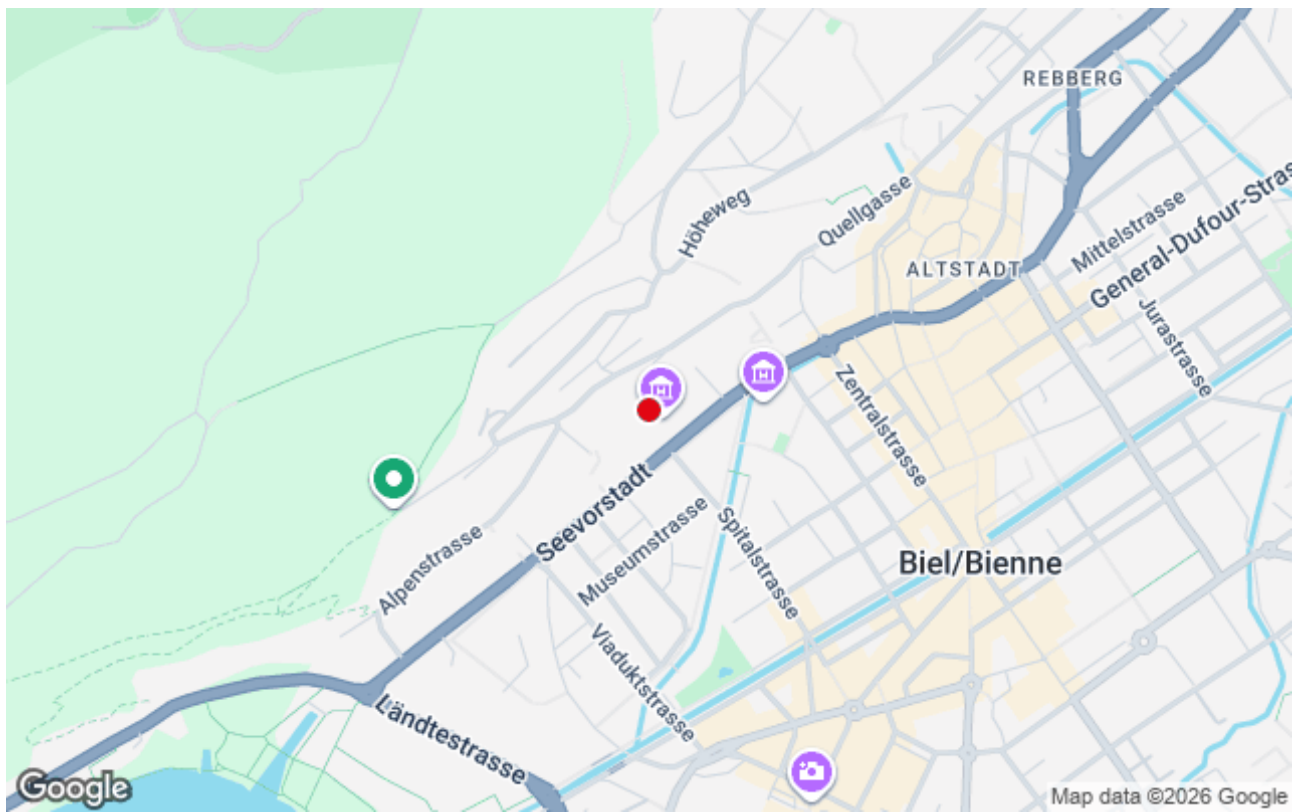 REBBERG
Höheweg
Quellgasse
Mittelstrasse
General-Dufour-Stras
ALTSTADT
Jurastrasse
Zentralstrasse
Seevorstadt
Museumstrasse
Spitalstrasse
Alpenstrasse
Biel/Bienne
Viaduktstrasse
Ländtestrasse
Google
Map data ©2026 Google